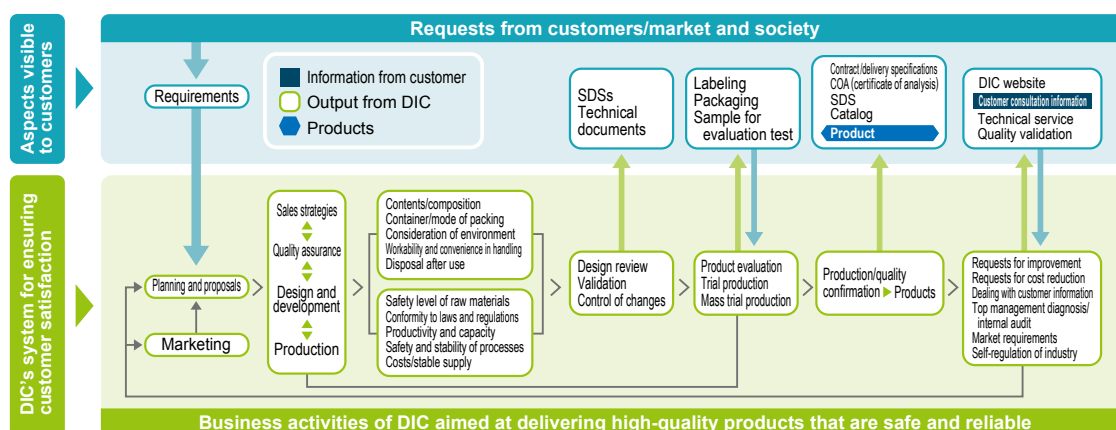 Aspects visible
to customers
Requests from customers/market and society
Requirements
Information from customer
Output from DIC
Products
SDSs
Technical
documents
Labeling
Packaging
Sample for
evaluation test
Contract/delivery specifications
COA (certificate of analysis)
SDS
Catalog
Product
DIC website
Customer consultation information
Technical service
Quality validation
DIC's system for ensuring
customer satisfaction
Planning and proposals
Marketing
Sales strategies
Quality assurance
Design and
development
Production
Contents/composition
Container/mode of packing
Consideration of environment
Workability and convenience in handling
Disposal after use
Safety level of raw materials
Conformity to laws and regulations
Productivity and capacity
Safety and stability of processes
Costs/stable supply
Design review
Validation
Control of changes
Product evaluation
Trial production
Mass trial production
Production/quality
confirmation ▶ Products
Requests for improvement
Requests for cost reduction
Dealing with customer information
Top management diagnosis/
internal audit
Market requirements
Self-regulation of industry
Business activities of DIC aimed at delivering high-quality products that are safe and reliable